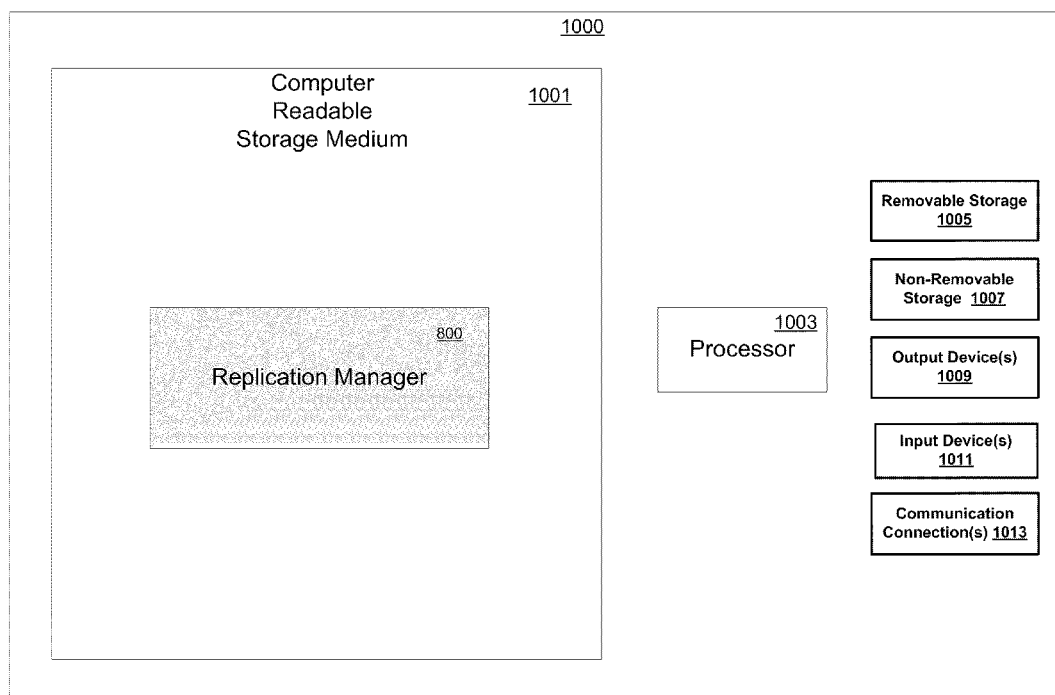 1000
Computer
Readable
Storage Medium
1001
800
Replication Manager
1003
Processor
Removable Storage
1005
Non-Removable
Storage 1007
Output Device(s)
1009
Input Device(s)
1011
Communication
Connection(s) 1013